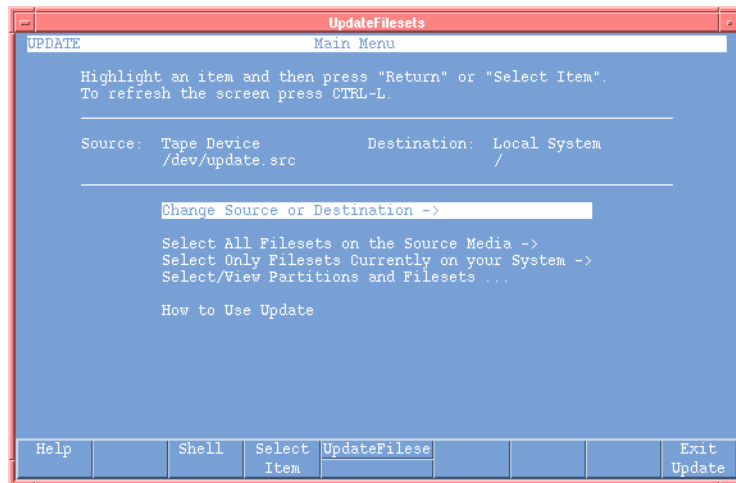 UpdateFilesets
UPDATE Main Menu
Highlight an item and then press "Return" or "Select Item".
To refresh the screen press CTRL-L.
Source: Tape Device Destination: Local System
/dev/update.src /
Change Source or Destination ->
Select All Filesets on the Source Media ->
Select Only Filesets Currently on your System ->
Select/View Partitions and Filesets ...
How to Use Update
Help Shell Select UpdateFilese Exit
Item Update